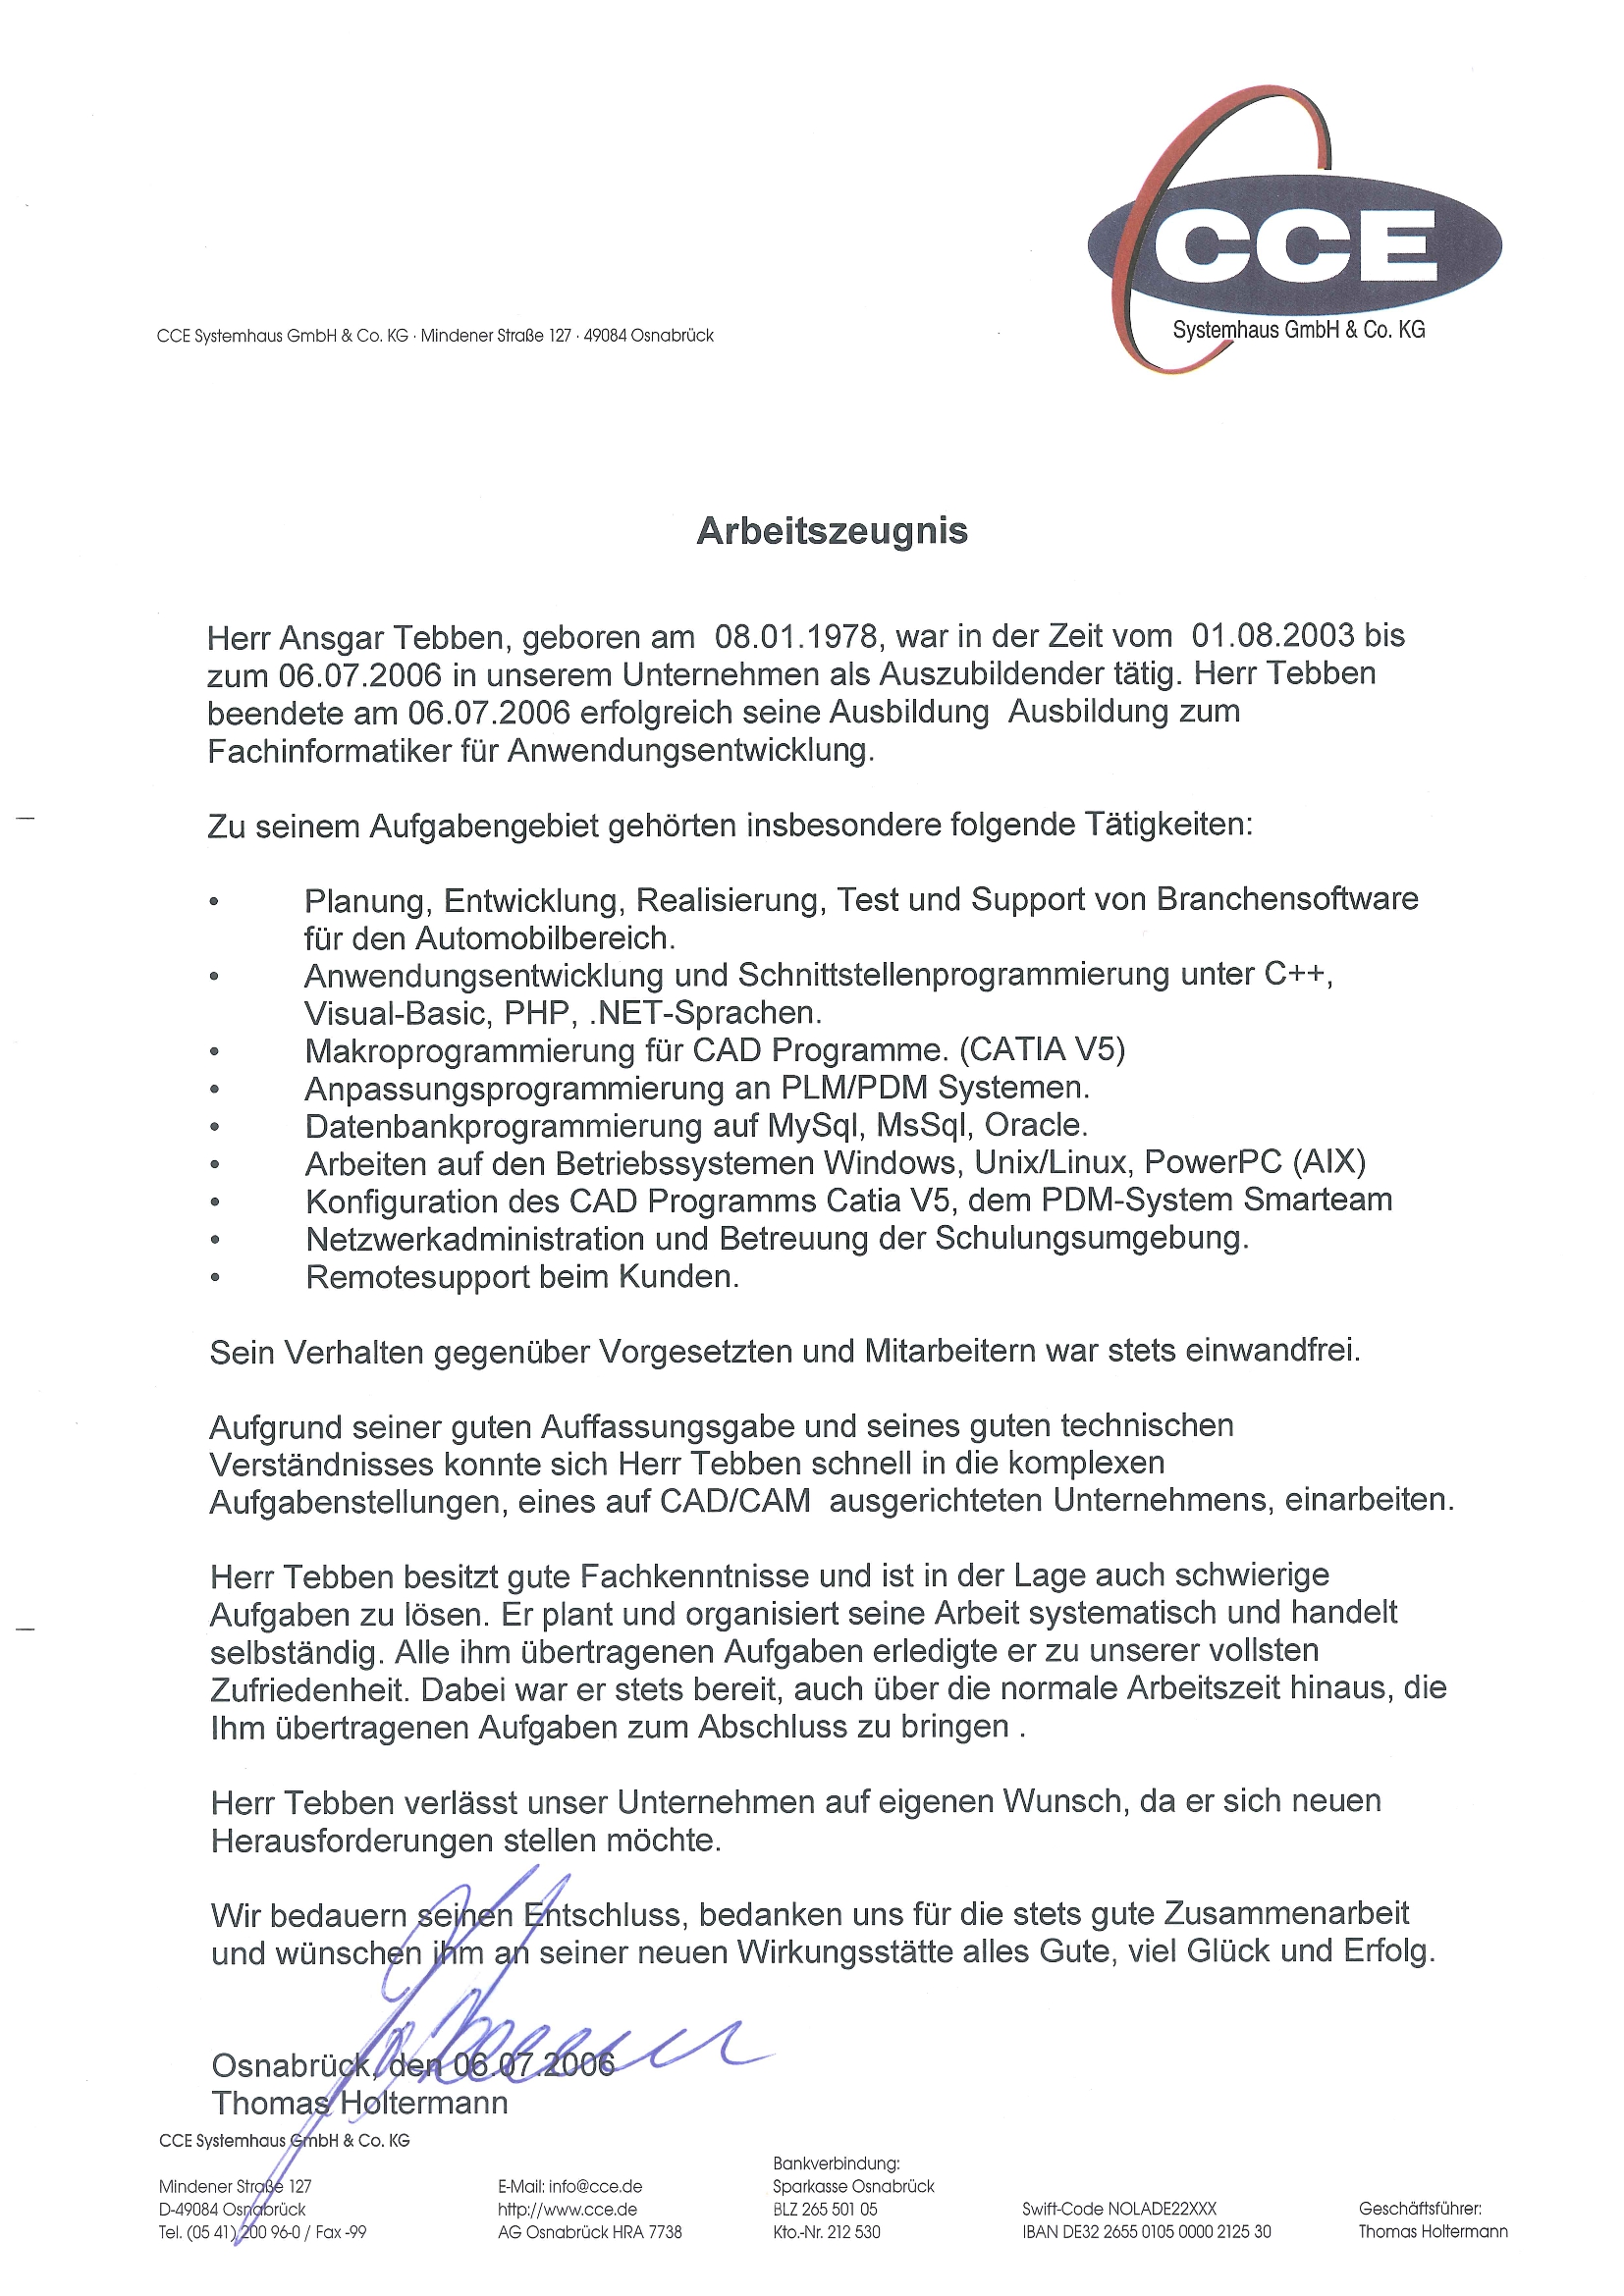 CCE
Systemhaus GmbH & Co. KG
CCE Systemhaus GmbH & Co. KG · Mindener Straße 127 · 49084 Osnabrück
Arbeitszeugnis
Herr Ansgar Tebben, geboren am  08.01.1978, war in der Zeit vom  01.08.2003 bis
zum 06.07.2006 in unserem Unternehmen als Auszubildender tätig. Herr Tebben
beendete am 06.07.2006 erfolgreich seine Ausbildung  Ausbildung zum
Fachinformatiker für Anwendungsentwicklung.
Zu seinem Aufgabengebiet gehörten insbesondere folgende Tätigkeiten:
• Planung, Entwicklung, Realisierung, Test und Support von Branchensoftware
für den Automobilbereich.
• Anwendungsentwicklung und Schnittstellenprogrammierung unter C++,
Visual-Basic, PHP, .NET-Sprachen.
• Makroprogrammierung für CAD Programme. (CATIA V5)
• Anpassungsprogrammierung an PLM/PDM Systemen.
• Datenbankprogrammierung auf MySql, MsSql, Oracle.
• Arbeiten auf den Betriebssystemen Windows, Unix/Linux, PowerPC (AIX)
• Konfiguration des CAD Programms Catia V5, dem PDM-System Smarteam
• Netzwerkadministration und Betreuung der Schulungsumgebung.
• Remotesupport beim Kunden.
Sein Verhalten gegenüber Vorgesetzten und Mitarbeitern war stets einwandfrei.
Aufgrund seiner guten Auffassungsgabe und seines guten technischen
Verständnisses konnte sich Herr Tebben schnell in die komplexen
Aufgabenstellungen, eines auf CAD/CAM  ausgerichteten Unternehmens, einarbeiten.
Herr Tebben besitzt gute Fachkenntnisse und ist in der Lage auch schwierige
Aufgaben zu lösen. Er plant und organisiert seine Arbeit systematisch und handelt
selbständig. Alle ihm übertragenen Aufgaben erledigte er zu unserer vollsten
Zufriedenheit. Dabei war er stets bereit, auch über die normale Arbeitszeit hinaus, die
Ihm übertragenen Aufgaben zum Abschluss zu bringen .
Herr Tebben verlässt unser Unternehmen auf eigenen Wunsch, da er sich neuen
Herausforderungen stellen möchte.
Wir bedauern seinen Entschluss, bedanken uns für die stets gute Zusammenarbeit
und wünschen ihm an seiner neuen Wirkungsstätte alles Gute, viel Glück und Erfolg.
Osnabrück, den 06.07.2006
Thomas Holtermann
CCE Systemhaus GmbH & Co. KG
Mindener Straße 127
D-49084 Osnabrück
Tel. (05 41) 200 96-0 / Fax -99
E-Mail: info@cce.de
http://www.cce.de
AG Osnabrück HRA 7738
Bankverbindung:
Sparkasse Osnabrück
BLZ 265 501 05
Kto.-Nr. 212 530
Swift-Code NOLADE22XXX
IBAN DE32 2655 0105 0000 2125 30
Geschäftsführer:
Thomas Holtermann